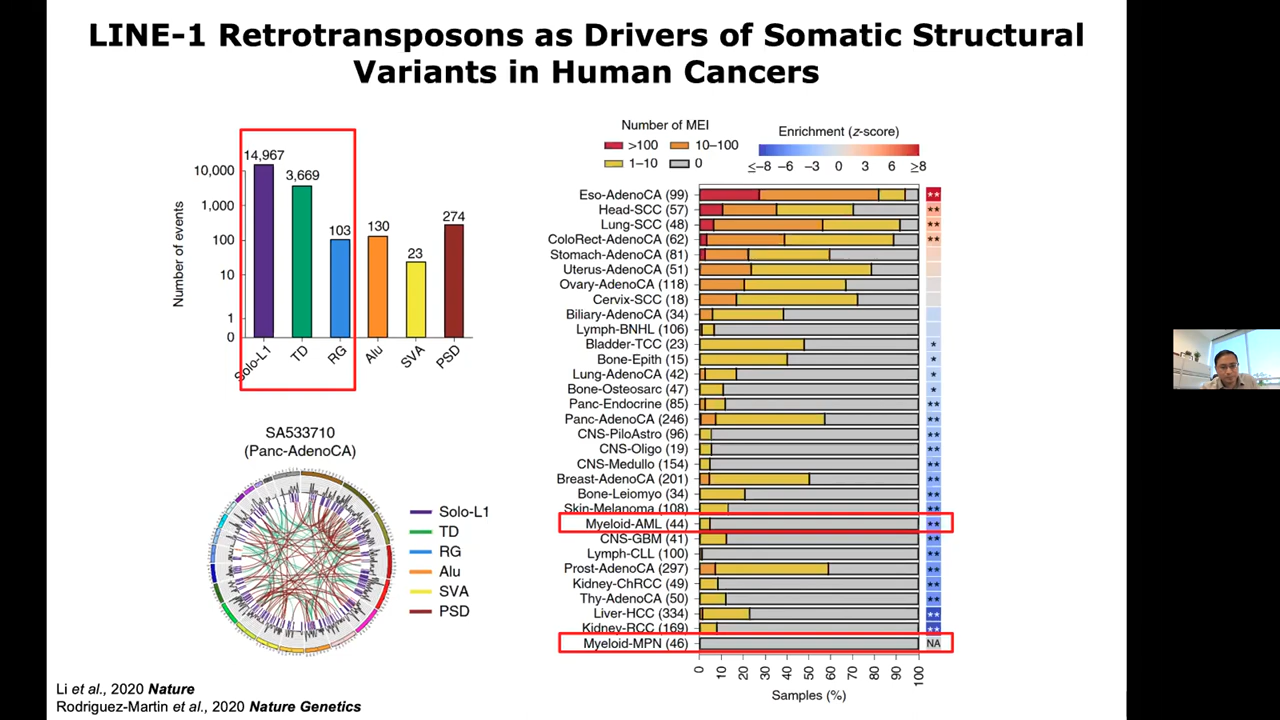 LINE-1 Retrotransposons as Drivers of Somatic Structural
Variants in Human Cancers
Number of events
10,000
1,000
100
10
1
0
14,967
3,669
103
130
23
274
Solo-L1
TD
RG
Alu
SVA
PSD
SA533710
(Panc-AdenoCA)
Solo-L1
TD
RG
Alu
SVA
PSD
Number of MEI
>100
10–100
1–10
0
Enrichment (z-score)
≤−8 −6 −3 0 3 6 ≥8
Eso-AdenoCA (99) **
Head-SCC (57) **
Lung-SCC (48) **
ColoRect-AdenoCA (62) **
Stomach-AdenoCA (81)
Uterus-AdenoCA (51)
Ovary-AdenoCA (118)
Cervix-SCC (18)
Biliary-AdenoCA (34)
Lymph-BNHL (106)
Bladder-TCC (23) *
Bone-Epith (15) *
Lung-AdenoCA (42) *
Bone-Osteosarc (47) *
Panc-Endocrine (85) **
Panc-AdenoCA (246) **
CNS-PiloAstro (96) **
CNS-Oligo (19) **
CNS-Medullo (154) **
Breast-AdenoCA (201) **
Bone-Leiomyo (34) **
Skin-Melanoma (108) **
Myeloid-AML (44) **
CNS-GBM (41) **
Lymph-CLL (100) **
Prost-AdenoCA (297) **
Kidney-ChRCC (49) **
Thy-AdenoCA (50) **
Liver-HCC (334) **
Kidney-RCC (169) **
Myeloid-MPN (46) NA
0 10 20 30 40 50 60 70 80 90 100
Samples (%)
Li et al., 2020 Nature
Rodriguez-Martin et al., 2020 Nature Genetics